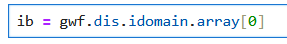 ib = gwf.dis.idomain.array[0]